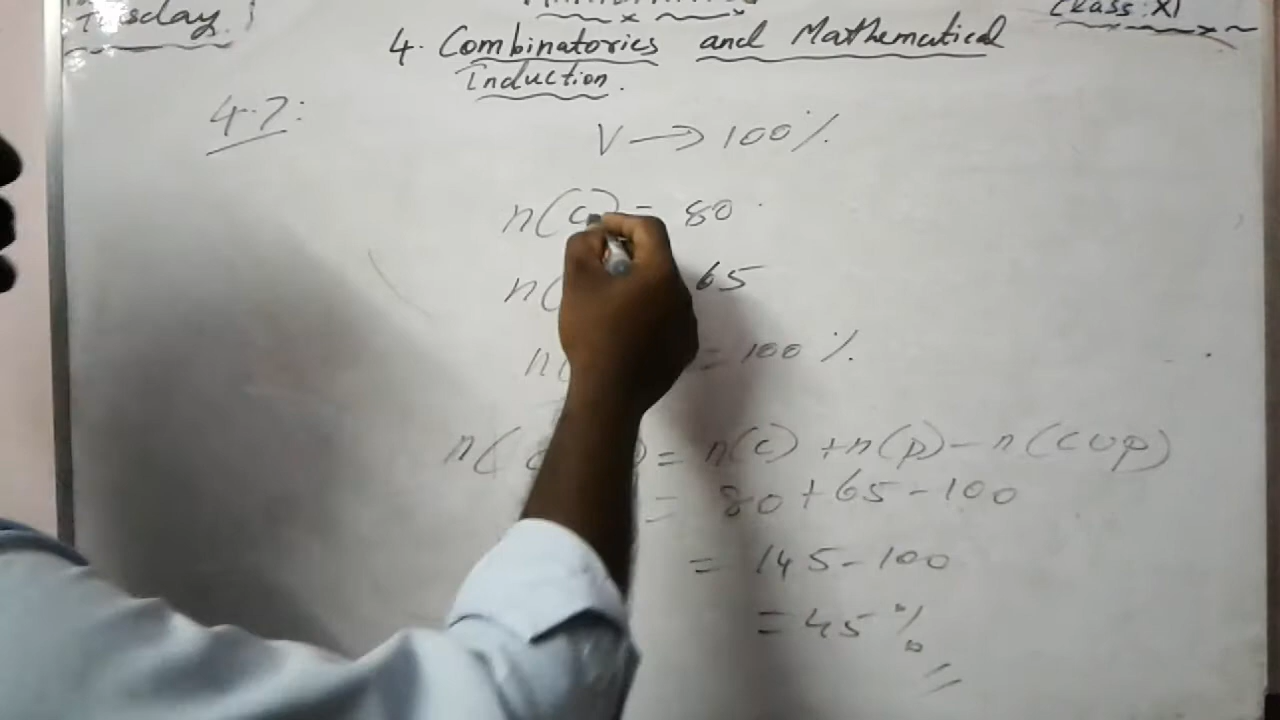 Tuesday
Class: XI
4. Combinatorics and Mathematical
Induction.
4.7:
V → 100%.
n(c) = 80
n( 65
n( = 100%.
n(c ) = n(c) + n(p) - n(c∪p)
= 80 + 65 - 100
= 145 - 100
= 45%